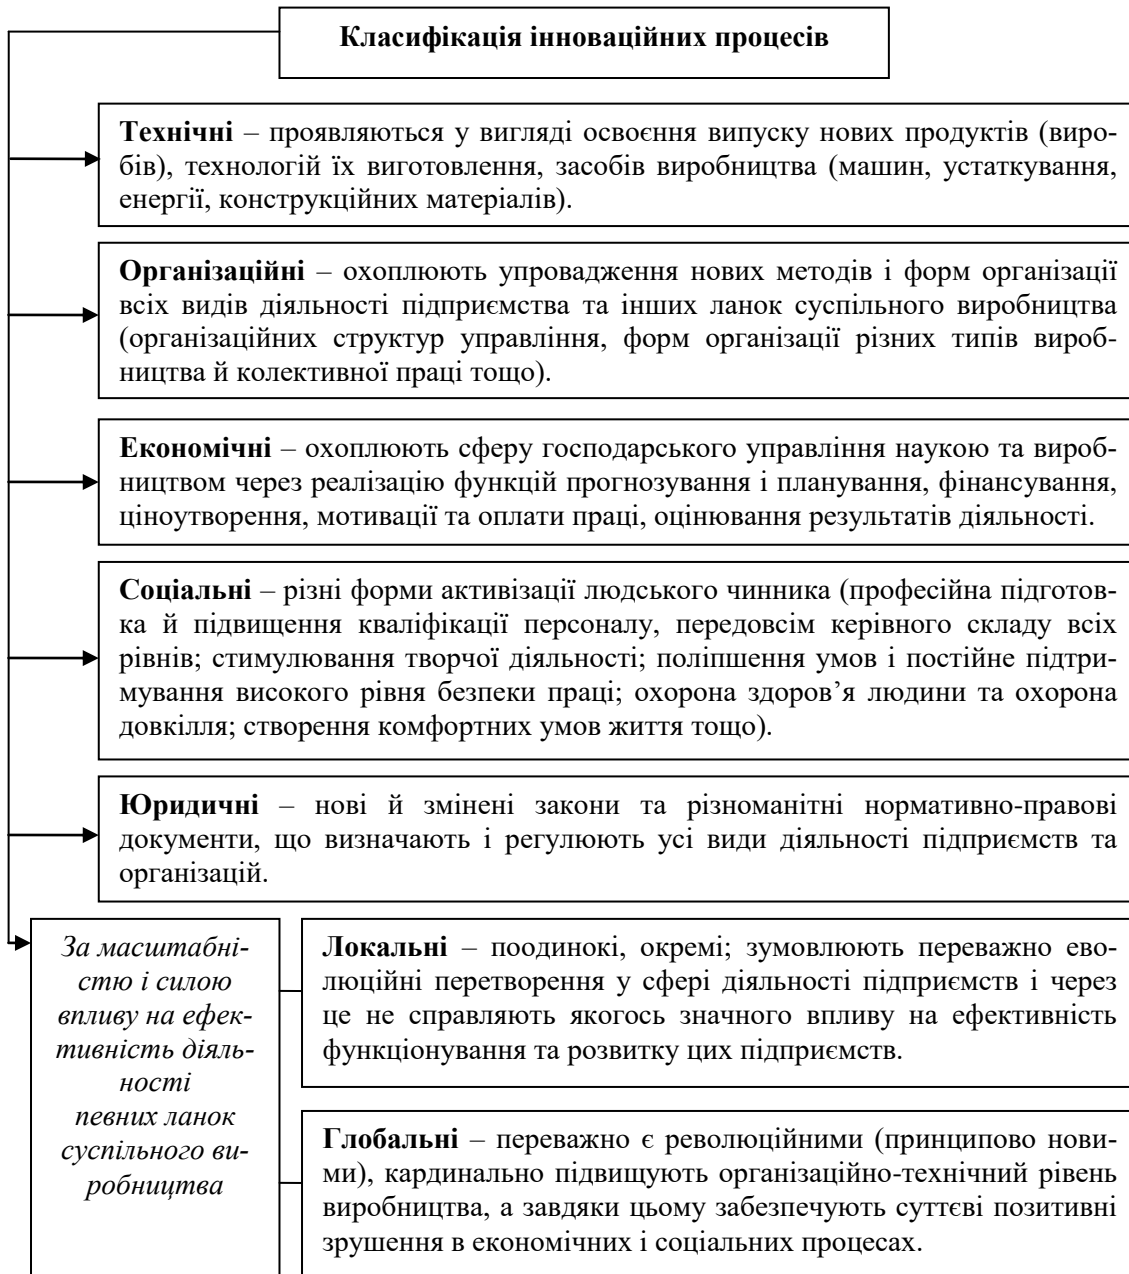 Класифікація інноваційних процесів
Технічні – проявляються у вигляді освоєння випуску нових продуктів (виро-
бів), технологій їх виготовлення, засобів виробництва (машин, устаткування,
енергії, конструкційних матеріалів).
Організаційні – охоплюють упровадження нових методів і форм організації
всіх видів діяльності підприємства та інших ланок суспільного виробництва
(організаційних структур управління, форм організації різних типів вироб-
ництва й колективної праці тощо).
Економічні – охоплюють сферу господарського управління наукою та вироб-
ництвом через реалізацію функцій прогнозування і планування, фінансування,
ціноутворення, мотивації та оплати праці, оцінювання результатів діяльності.
Соціальні – різні форми активізації людського чинника (професійна підготов-
ка й підвищення кваліфікації персоналу, передовсім керівного складу всіх
рівнів; стимулювання творчої діяльності; поліпшення умов і постійне підтри-
мування високого рівня безпеки праці; охорона здоров’я людини та охорона
довкілля; створення комфортних умов життя тощо).
Юридичні – нові й змінені закони та різноманітні нормативно-правові
документи, що визначають і регулюють усі види діяльності підприємств та
організацій.
За масштабні-
стю і силою
впливу на ефек-
тивність діяль-
ності
певних ланок
суспільного ви-
робництва
Локальні – поодинокі, окремі; зумовлюють переважно ево-
люційні перетворення у сфері діяльності підприємств і через
це не справляють якогось значного впливу на ефективність
функціонування та розвитку цих підприємств.
Глобальні – переважно є революційними (принципово нови-
ми), кардинально підвищують організаційно-технічний рівень
виробництва, а завдяки цьому забезпечують суттєві позитивні
зрушення в економічних і соціальних процесах.